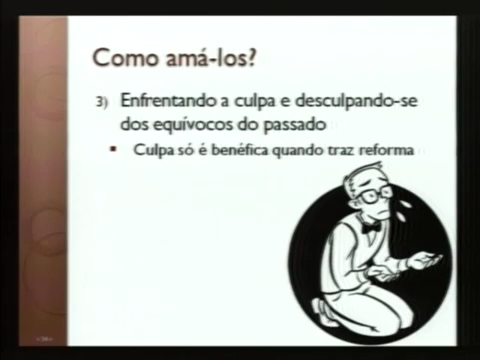 Como amá-los?
3) Enfrentando a culpa e desculpando-se
dos equívocos do passado
▪ Culpa só é benéfica quando traz reforma